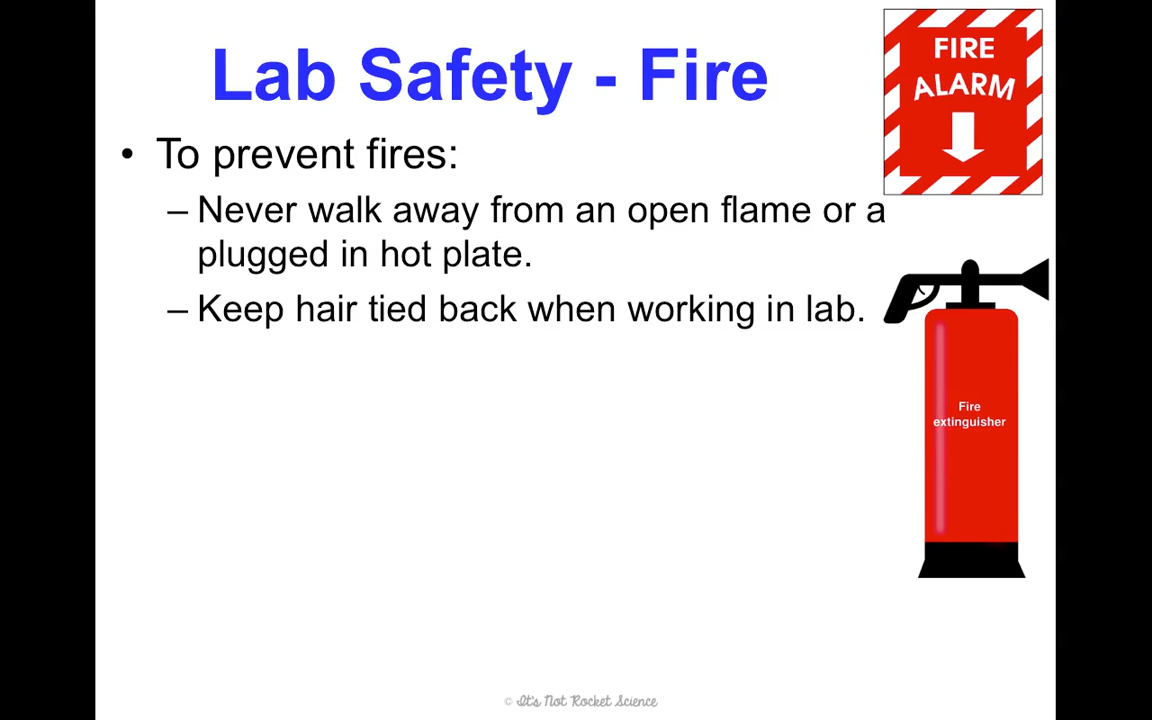 Lab Safety - Fire
FIRE
ALARM
• To prevent fires:
– Never walk away from an open flame or a
plugged in hot plate.
– Keep hair tied back when working in lab.
Fire
extinguisher
© It's Not Rocket Science